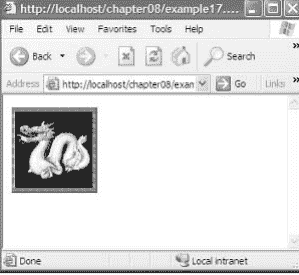 http://localhost/chapter08/example17....
File Edit View Favorites Tools Help
Back Search
Address http://localhost/chapter08/exam Go Links
Done Local intranet